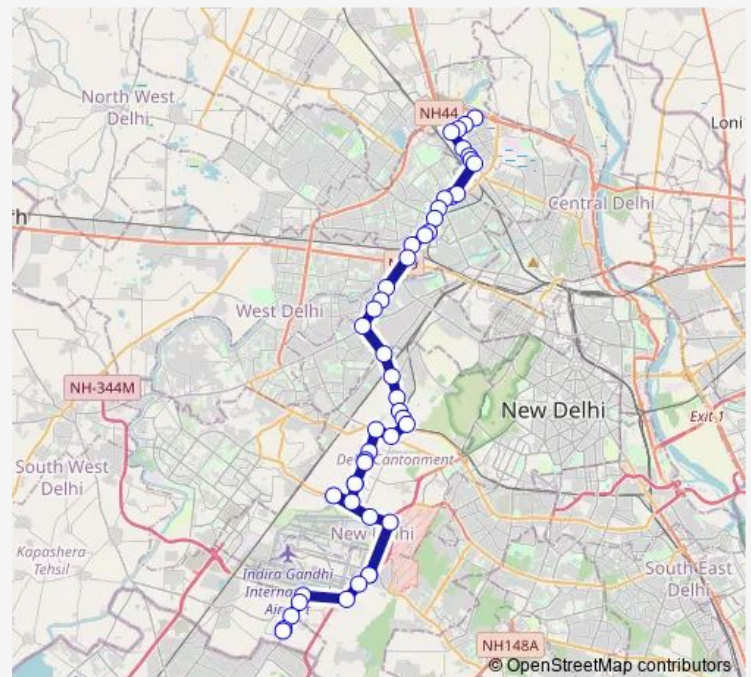 NH44
North West
Delhi
Loni
Central Delhi
West Delhi
NH-344M
New Delhi
Exit 1
South West
Delhi
Delhi Cantonment
New Delhi
Kapashera
Tehsil
Indira Gandhi
International
Airport
South East
Delhi
NH148A
© OpenStreetMap contributors